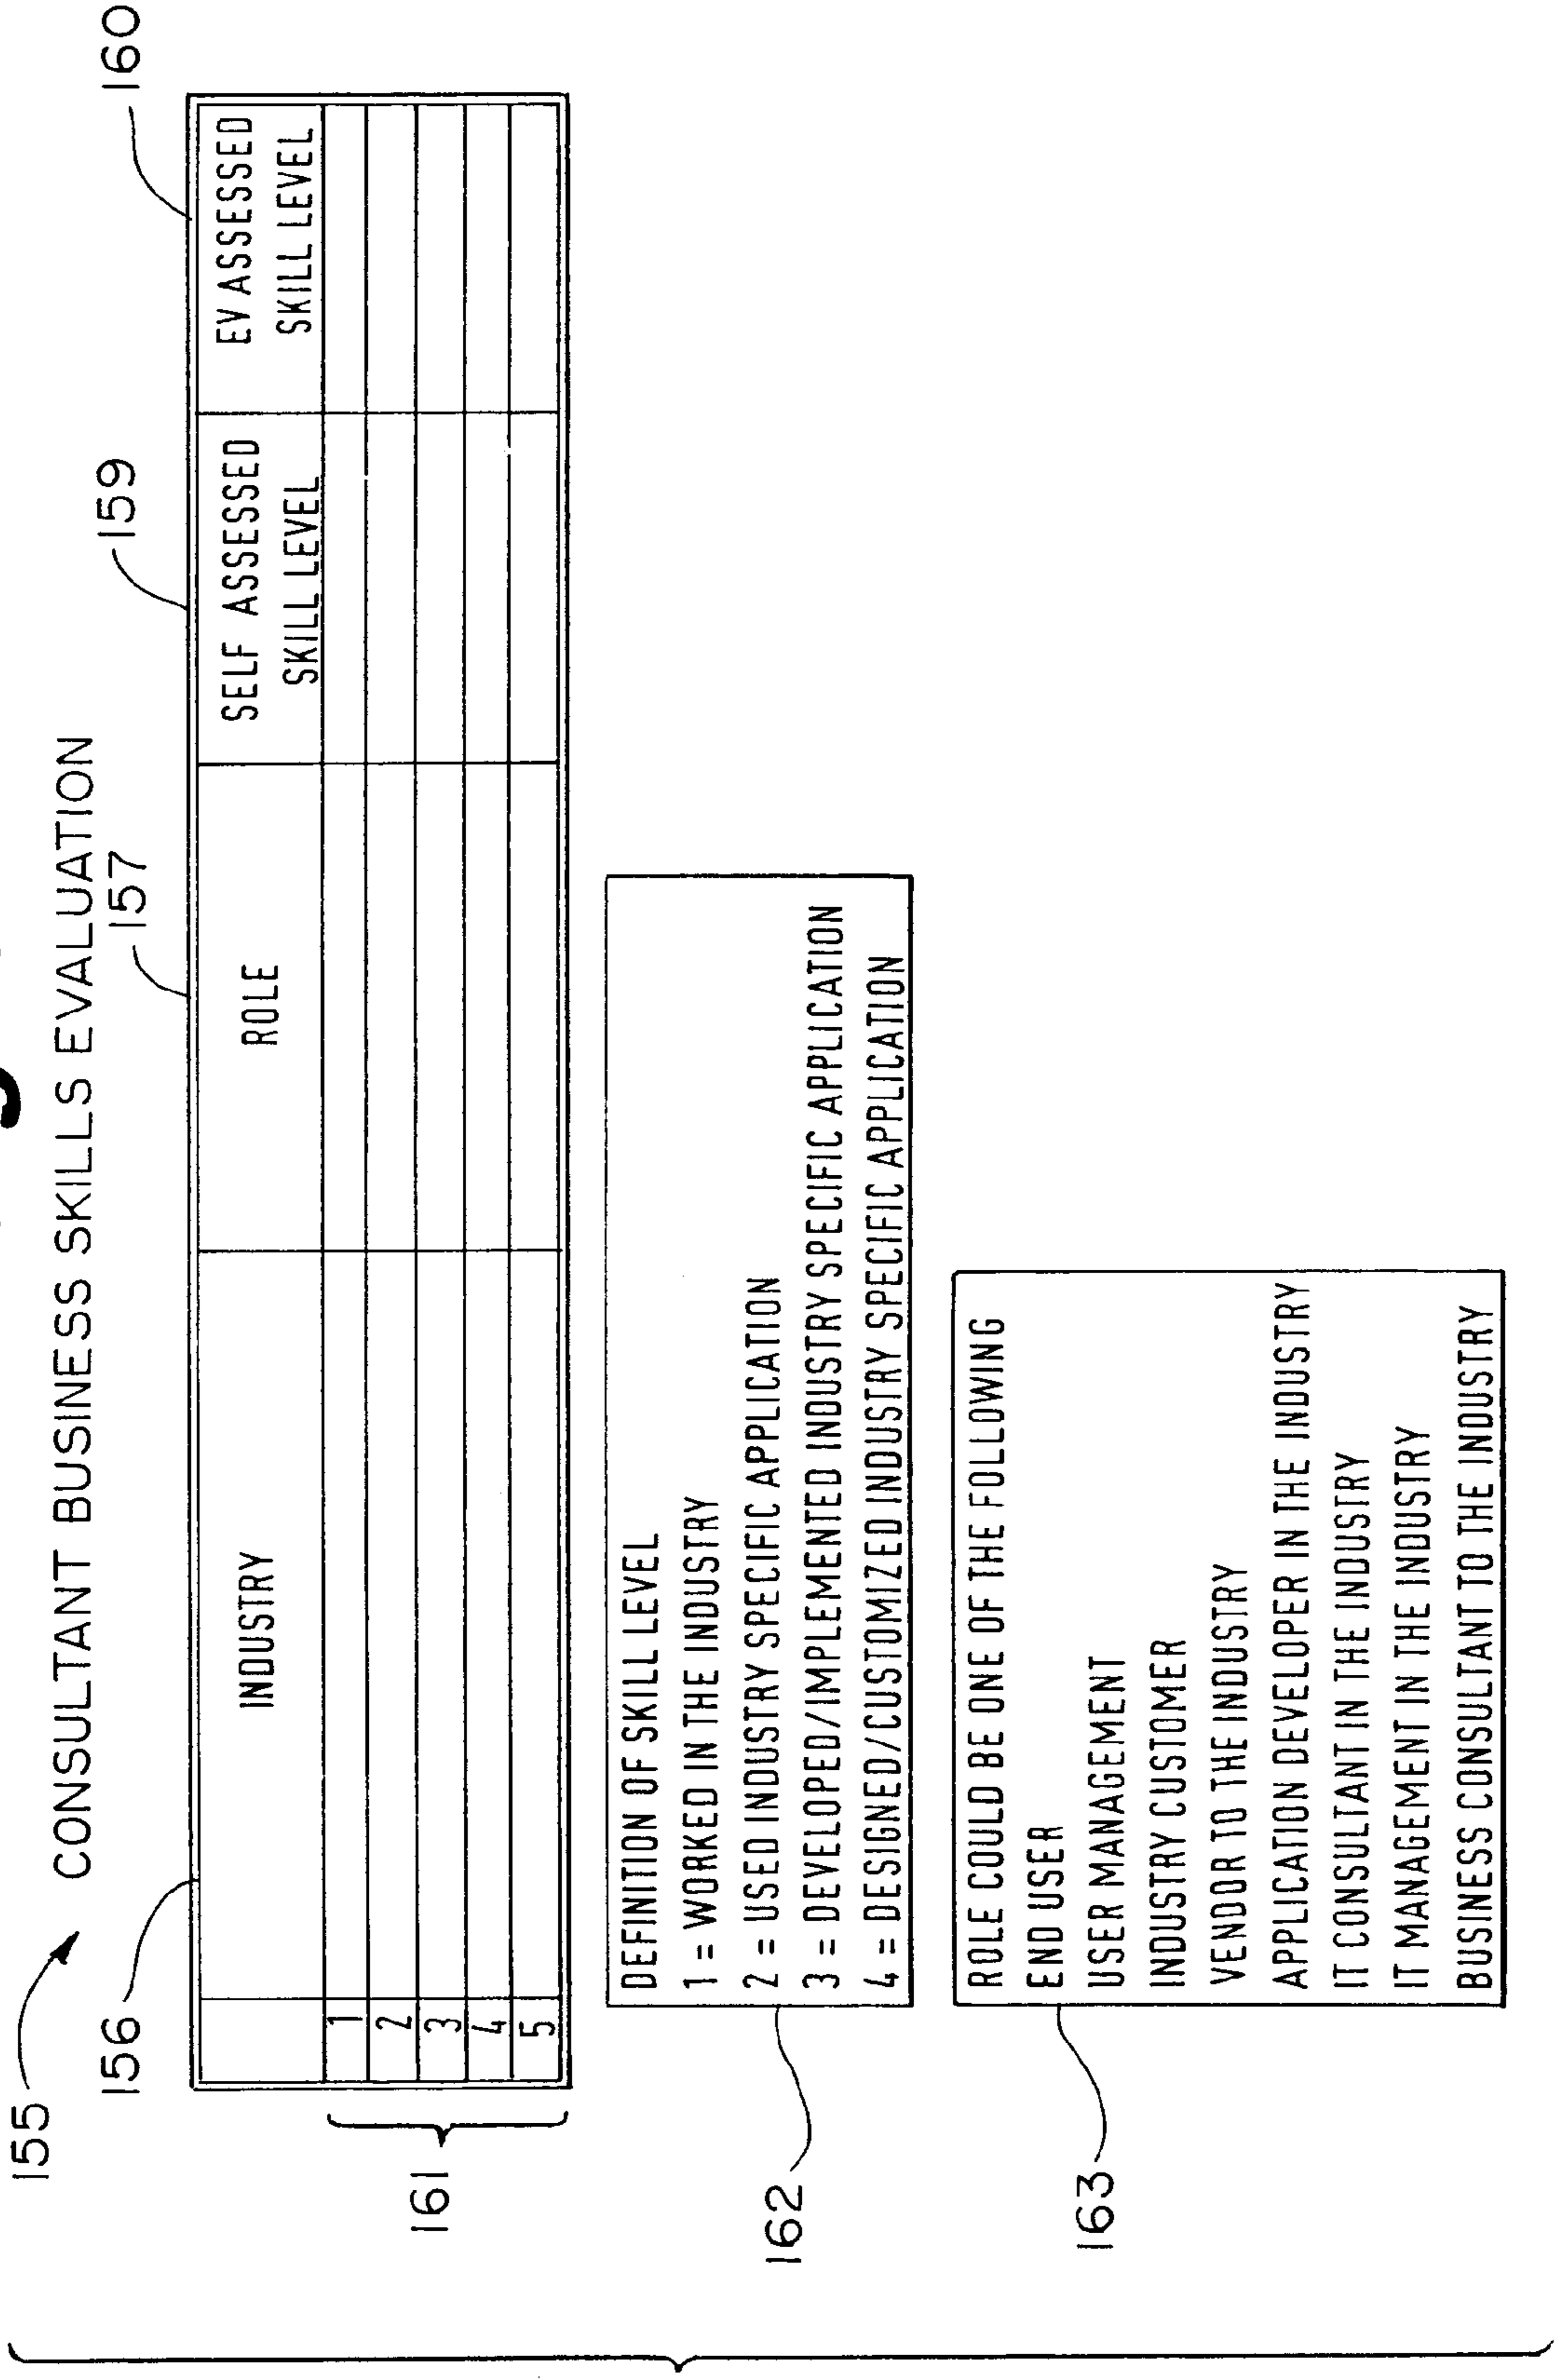 155
CONSULTANT BUSINESS SKILLS EVALUATION
156
157
159
160
INDUSTRY
ROLE
SELF ASSESSED
SKILL LEVEL
EV ASSESSED
SKILL LEVEL
161
1
2
3
4
5
162
DEFINITION OF SKILL LEVEL
1 = WORKED IN THE INDUSTRY
2 = USED INDUSTRY SPECIFIC APPLICATION
3 = DEVELOPED/IMPLEMENTED INDUSTRY SPECIFIC APPLICATION
4 = DESIGNED/CUSTOMIZED INDUSTRY SPECIFIC APPLICATION
163
ROLE COULD BE ONE OF THE FOLLOWING
END USER
USER MANAGEMENT
INDUSTRY CUSTOMER
VENDOR TO THE INDUSTRY
APPLICATION DEVELOPER IN THE INDUSTRY
IT CONSULTANT IN THE INDUSTRY
IT MANAGEMENT IN THE INDUSTRY
BUSINESS CONSULTANT TO THE INDUSTRY